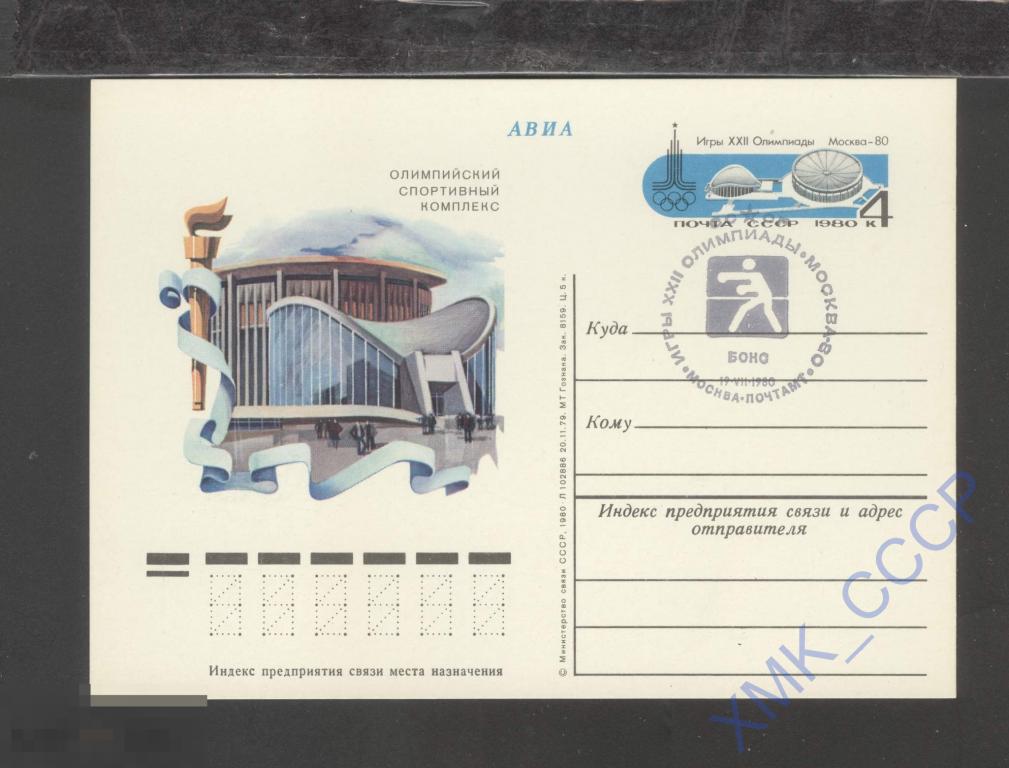 АВИА
ОЛИМПИЙСКИЙ
СПОРТИВНЫЙ
КОМПЛЕКС
Игры XXII Олимпиады Москва-80
ПОЧТА СССР 1980 К 4
СССР
ИГРЫ XXII ОЛИМПИАДЫ • МОСКВА-80
БОКС
19·VII·1980
МОСКВА·ПОЧТАМТ
Куда
Кому
Индекс предприятия связи и адрес
отправителя
© Министерство связи СССР, 1980 Л 102886 20.11.79. МТ Гознака. Зак. 8159. Ц. 5 к.
Индекс предприятия связи места назначения
ХМК_СССР